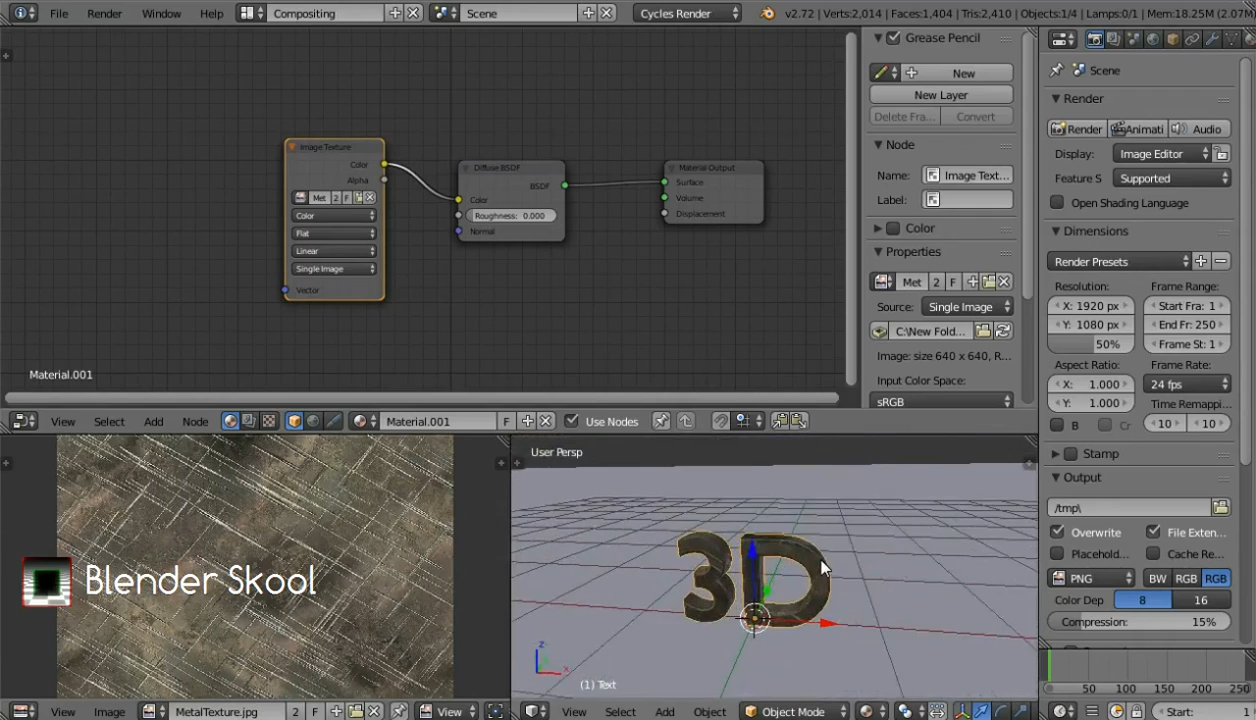 File Render Window Help Compositing Scene Cycles Render v2.72 | Verts:2,014 | Faces:1,404 | Tris:2,410 | Objects:1/4 | Lamps:0/1 | Mem:18.25M (2.07M
Image Texture
Color
Alpha
Met 2 F
Color
Flat
Linear
Single Image
Vector
Diffuse BSDF
BSDF
Color
Roughness: 0.000
Normal
Material Output
Surface
Volume
Displacement
Material.001
Grease Pencil
New
New Layer
Delete Fra... Convert
Node
Name: Image Text...
Label:
Color
Properties
Met 2 F
Source: Single Image
C:\New Fold...
Image: size 640 x 640, R...
Input Color Space:
sRGB
Scene
Render
Render Animati Audio
Display: Image Editor
Feature S Supported
Open Shading Language
Dimensions
Render Presets
Resolution: Frame Range:
X: 1920 px Start Fra: 1
Y: 1080 px End Fr: 250
50% Frame St: 1
Aspect Ratio: Frame Rate:
X: 1.000 24 fps
Y: 1.000 Time Remappi...
B Cr 10 10
Stamp
Output
/tmp\
Overwrite File Exten...
Placehold... Cache Re...
PNG BW RGB RGB
Color Dep 8 16
Compression: 15%
View Select Add Node Material.001 F Use Nodes
Blender Skool
User Persp
3D
z
x
(1) Text
50 100 150 200 250
View Image MetalTexture.jpg 2 F View
View Select Add Object Object Mode
Start: 1